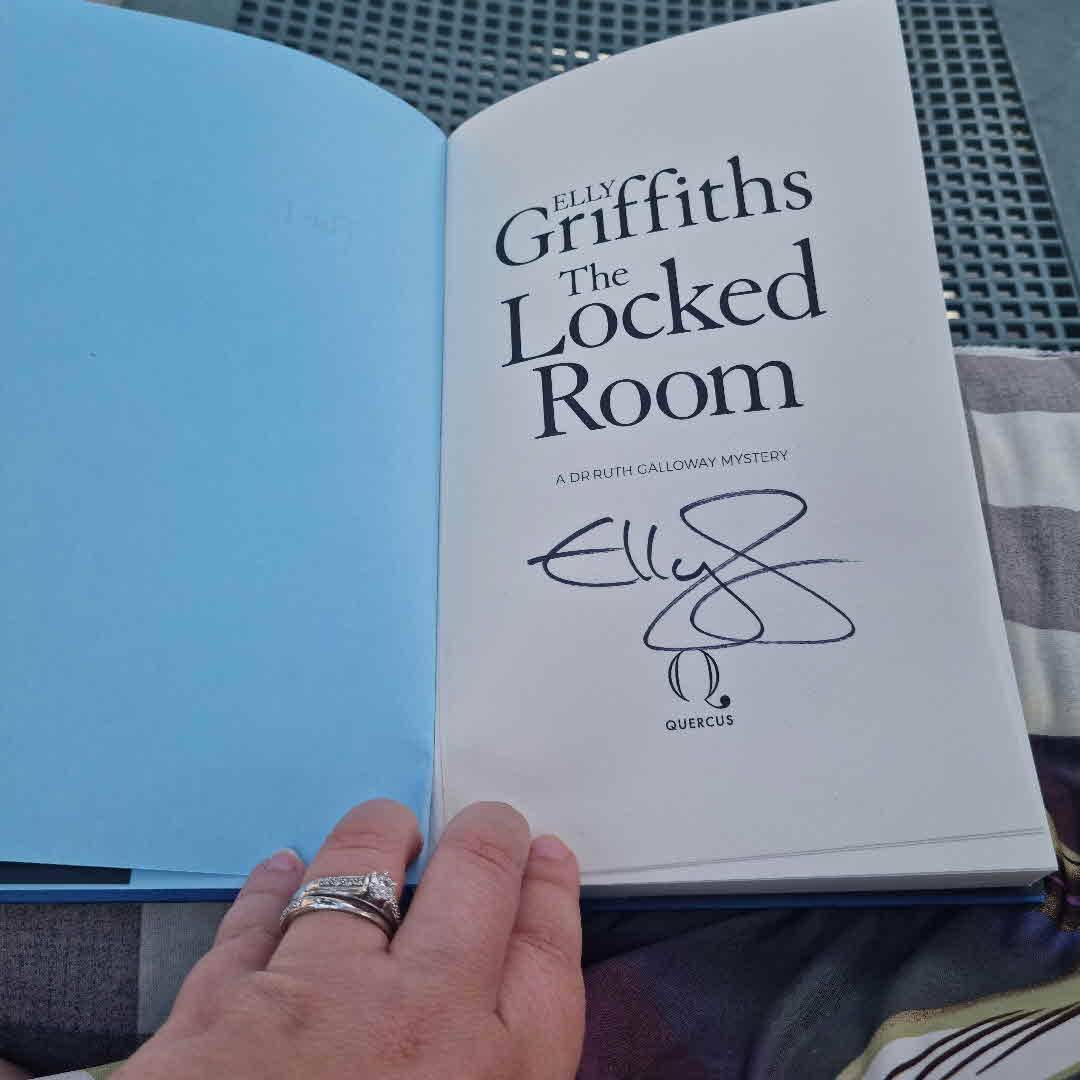 ELLY
Griffiths
The
Locked
Room
A DR RUTH GALLOWAY MYSTERY
Elly
QUERCUS